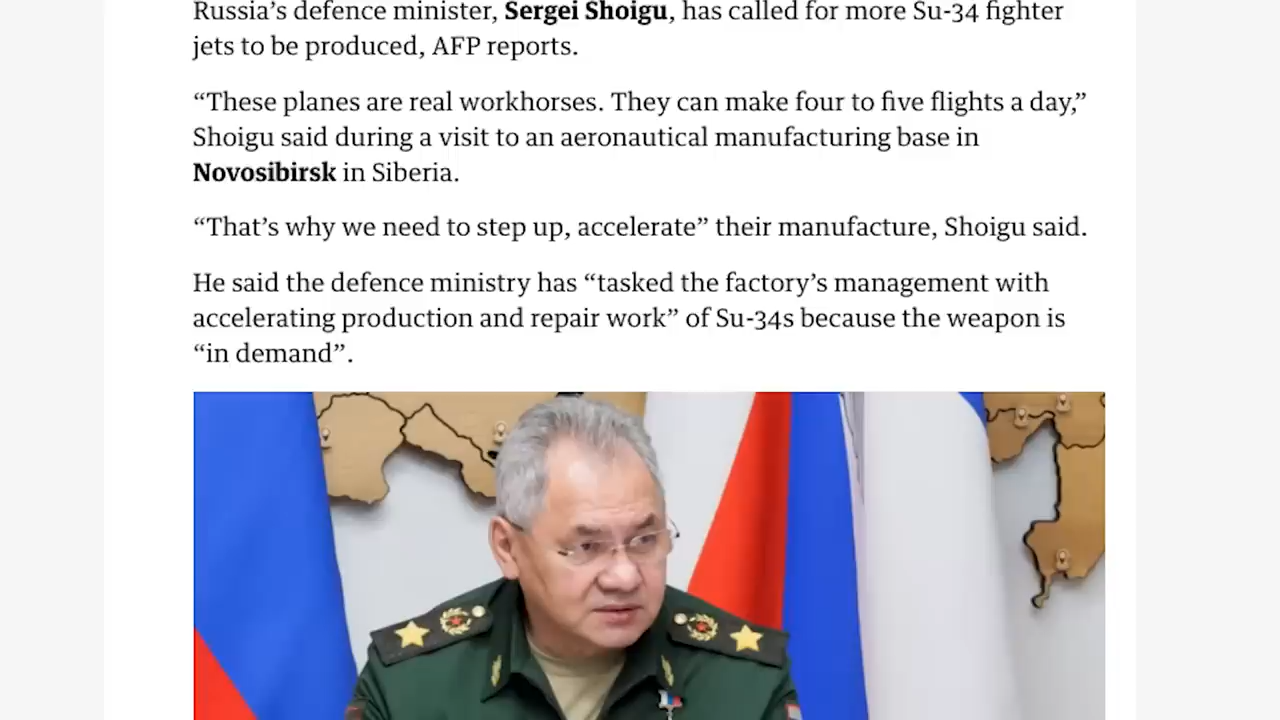 Russia’s defence minister, Sergei Shoigu, has called for more Su-34 fighter
jets to be produced, AFP reports.
“These planes are real workhorses. They can make four to five flights a day,”
Shoigu said during a visit to an aeronautical manufacturing base in
Novosibirsk in Siberia.
“That’s why we need to step up, accelerate” their manufacture, Shoigu said.
He said the defence ministry has “tasked the factory’s management with
accelerating production and repair work” of Su-34s because the weapon is
“in demand”.